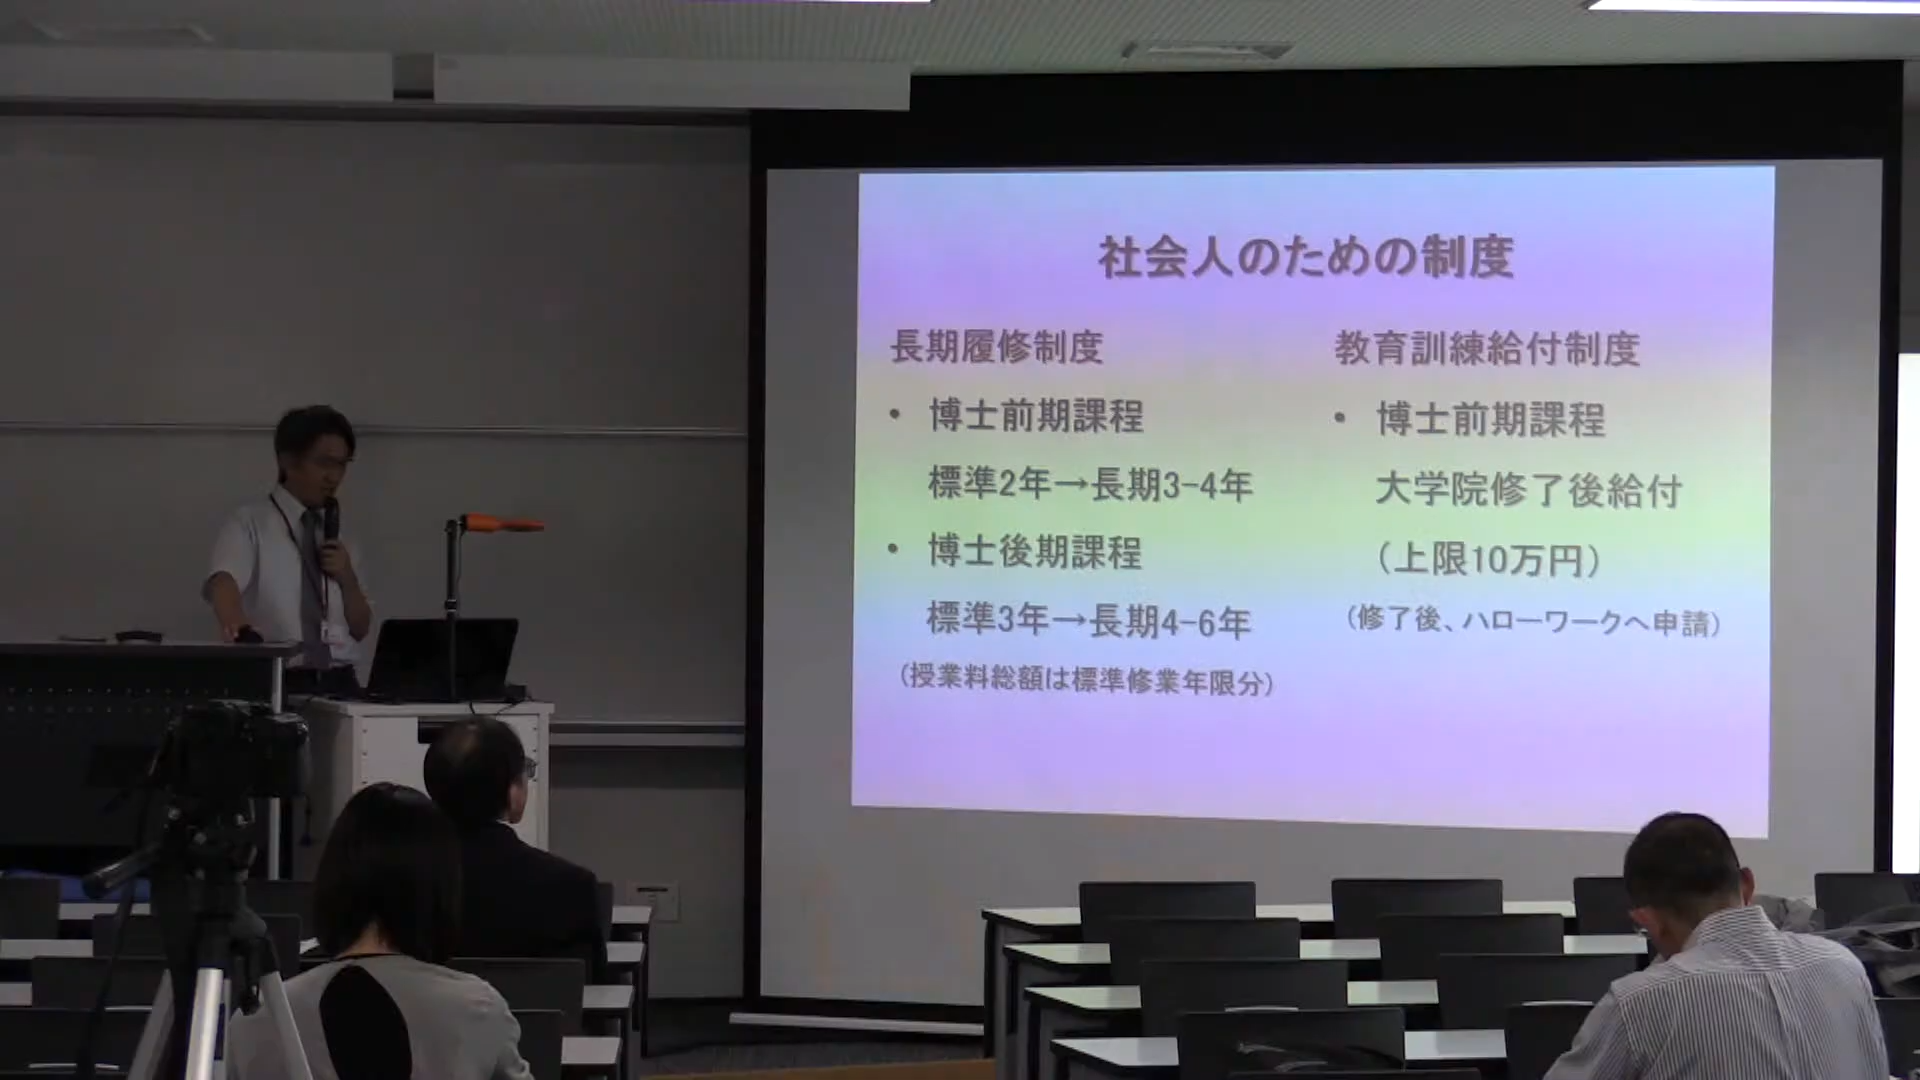 社会人のための制度
長期履修制度
• 博士前期課程
標準2年→長期3-4年
• 博士後期課程
標準3年→長期4-6年
(授業料総額は標準修業年限分)
教育訓練給付制度
• 博士前期課程
大学院修了後給付
(上限10万円)
(修了後、ハローワークへ申請)